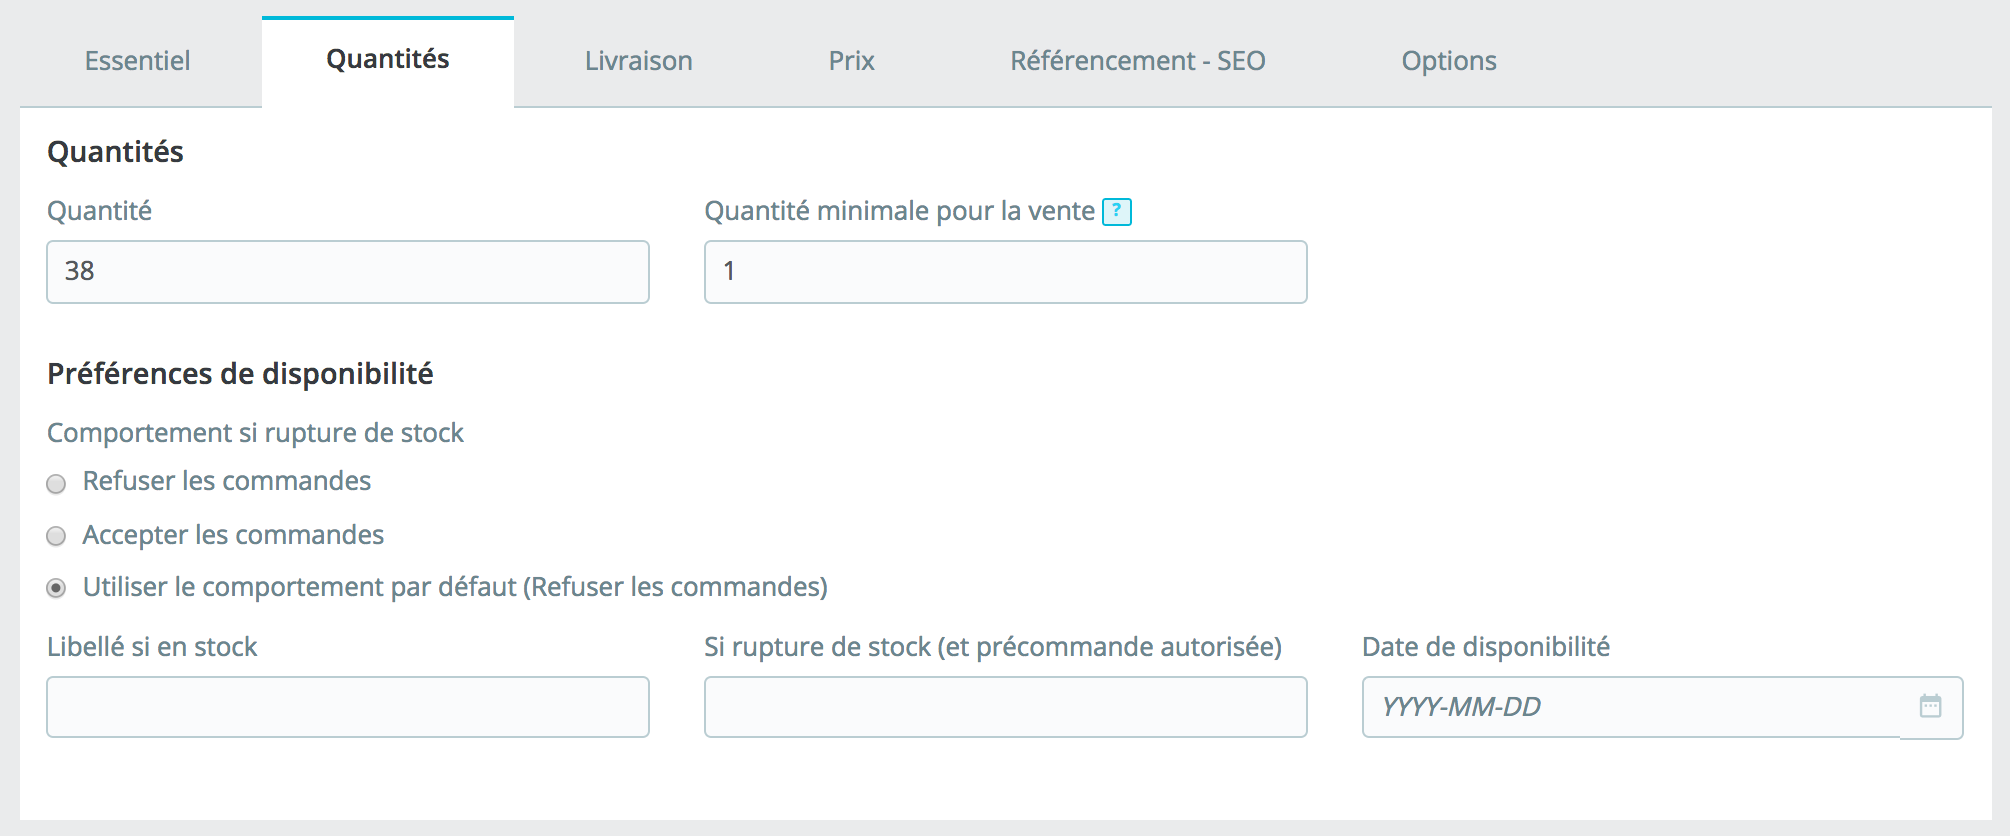 Essentiel Quantités Livraison Prix Référencement - SEO Options
Quantités
Quantité Quantité minimale pour la vente ?
38 1
Préférences de disponibilité
Comportement si rupture de stock
Refuser les commandes
Accepter les commandes
Utiliser le comportement par défaut (Refuser les commandes)
Libellé si en stock Si rupture de stock (et précommande autorisée) Date de disponibilité
YYYY-MM-DD